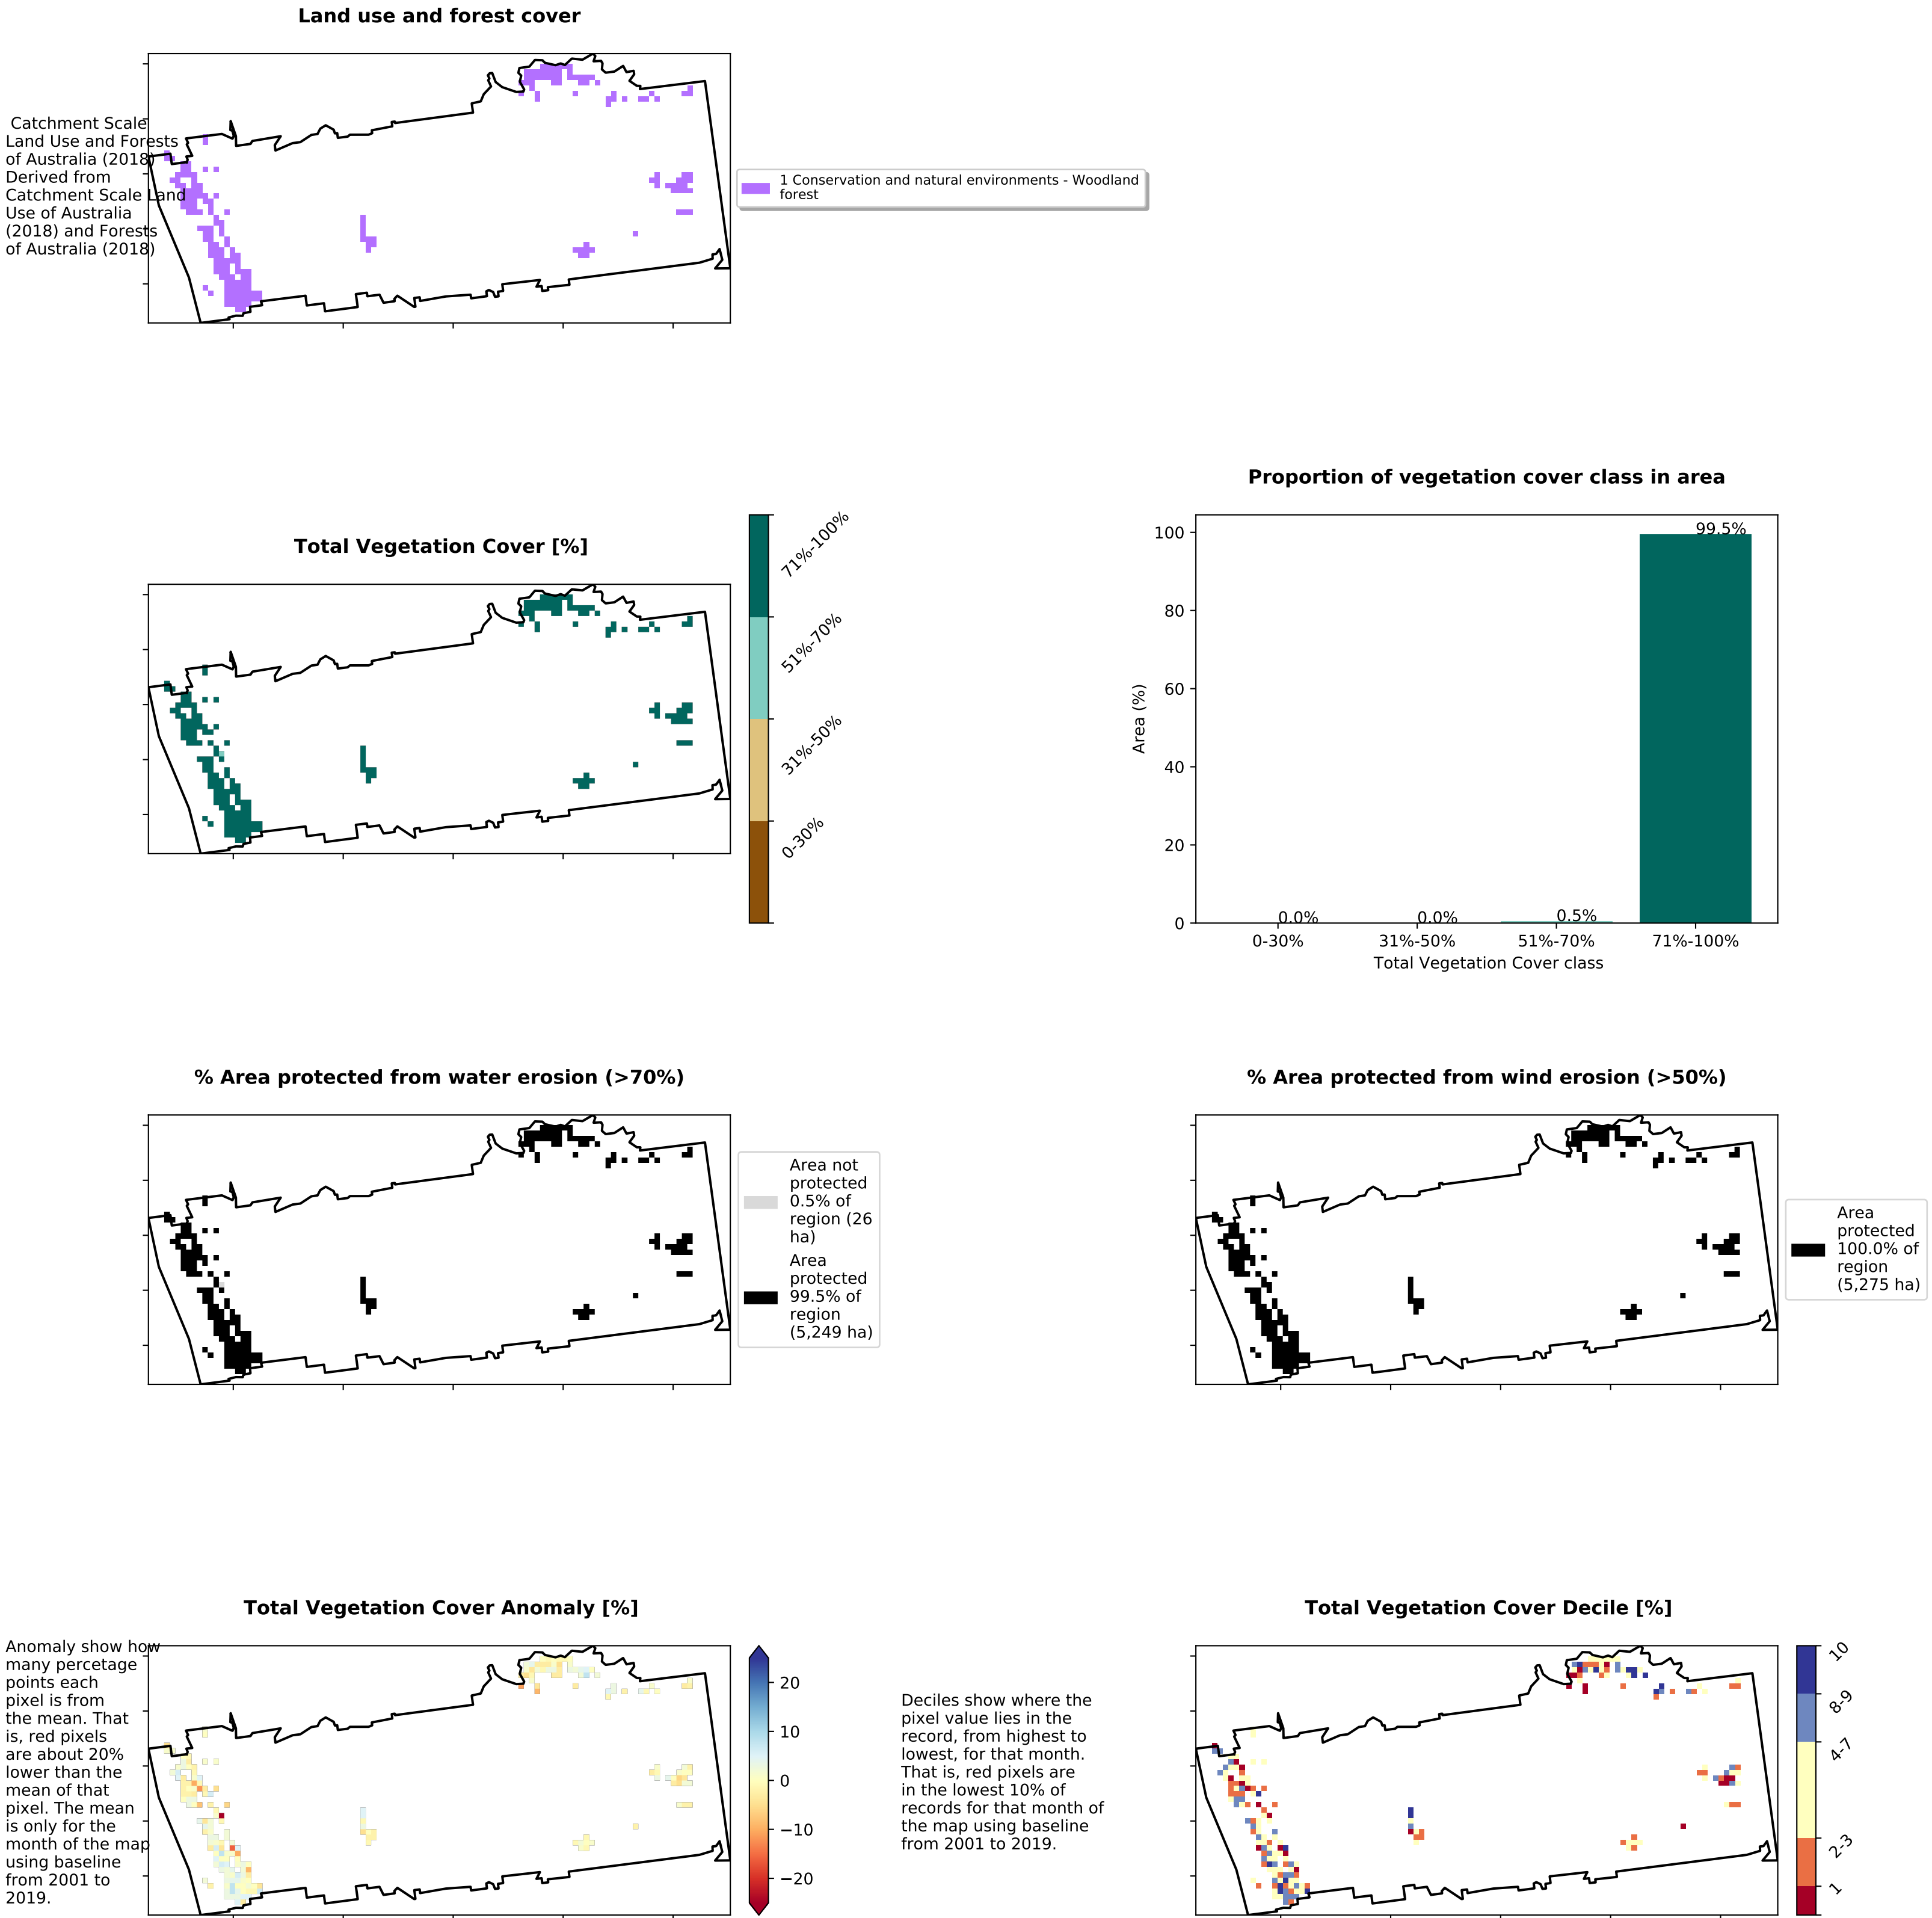 Land use and forest cover
Catchment Scale
Land Use and Forests
of Australia (2018)
Derived from
Catchment Scale Land
Use of Australia
(2018) and Forests
of Australia (2018)
1 Conservation and natural environments - Woodland
forest
Total Vegetation Cover [%]
71%-100%
51%-70%
31%-50%
0-30%
Proportion of vegetation cover class in area
100
80
60
40
20
0
Area (%)
0.0%
0.0%
0.5%
99.5%
0-30%
31%-50%
51%-70%
71%-100%
Total Vegetation Cover class
% Area protected from water erosion (>70%)
Area not
protected
0.5% of
region (26
ha)
Area
protected
99.5% of
region
(5,249 ha)
% Area protected from wind erosion (>50%)
Area
protected
100.0% of
region
(5,275 ha)
Total Vegetation Cover Anomaly [%]
Anomaly show how
many percetage
points each
pixel is from
the mean. That
is, red pixels
are about 20%
lower than the
mean of that
pixel. The mean
is only for the
month of the map
using baseline
from 2001 to
2019.
20
10
0
−10
−20
Total Vegetation Cover Decile [%]
Deciles show where the
pixel value lies in the
record, from highest to
lowest, for that month.
That is, red pixels are
in the lowest 10% of
records for that month of
the map using baseline
from 2001 to 2019.
10
8-9
4-7
2-3
1